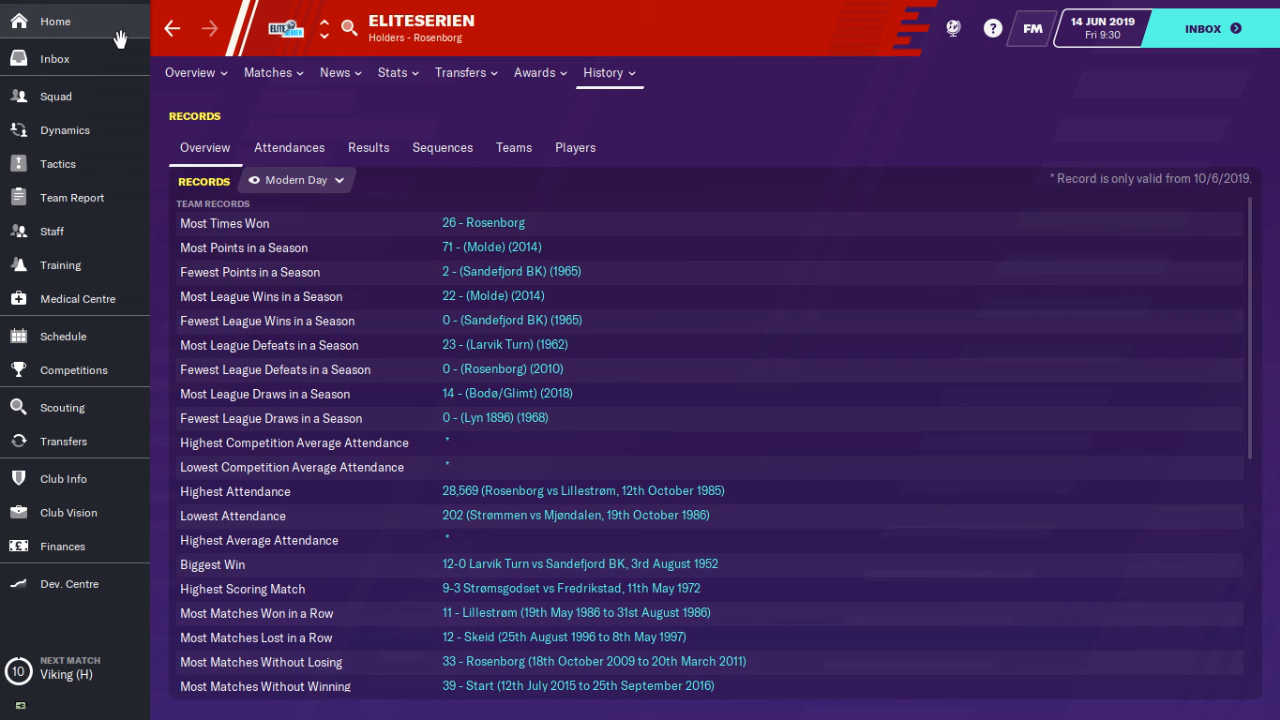 Home
Inbox
Squad
Dynamics
Tactics
Team Report
Staff
Training
Medical Centre
Schedule
Competitions
Scouting
Transfers
Club Info
Club Vision
Finances
Dev. Centre
10
NEXT MATCH
Viking (H)
ELITESERIEN
Holders - Rosenborg
FM
14 JUN 2019
Fri 9:30
INBOX
Overview Matches News Stats Transfers Awards History
RECORDS
Overview Attendances Results Sequences Teams Players
RECORDS Modern Day * Record is only valid from 10/6/2019.
TEAM RECORDS
Most Times Won 26 - Rosenborg
Most Points in a Season 71 - (Molde) (2014)
Fewest Points in a Season 2 - (Sandefjord BK) (1965)
Most League Wins in a Season 22 - (Molde) (2014)
Fewest League Wins in a Season 0 - (Sandefjord BK) (1965)
Most League Defeats in a Season 23 - (Larvik Turn) (1962)
Fewest League Defeats in a Season 0 - (Rosenborg) (2010)
Most League Draws in a Season 14 - (Bodø/Glimt) (2018)
Fewest League Draws in a Season 0 - (Lyn 1896) (1968)
Highest Competition Average Attendance *
Lowest Competition Average Attendance *
Highest Attendance 28,569 (Rosenborg vs Lillestrøm, 12th October 1985)
Lowest Attendance 202 (Strømmen vs Mjøndalen, 19th October 1986)
Highest Average Attendance *
Biggest Win 12-0 Larvik Turn vs Sandefjord BK, 3rd August 1952
Highest Scoring Match 9-3 Strømsgodset vs Fredrikstad, 11th May 1972
Most Matches Won in a Row 11 - Lillestrøm (19th May 1986 to 31st August 1986)
Most Matches Lost in a Row 12 - Skeid (25th August 1996 to 8th May 1997)
Most Matches Without Losing 33 - Rosenborg (18th October 2009 to 20th March 2011)
Most Matches Without Winning 39 - Start (12th July 2015 to 25th September 2016)